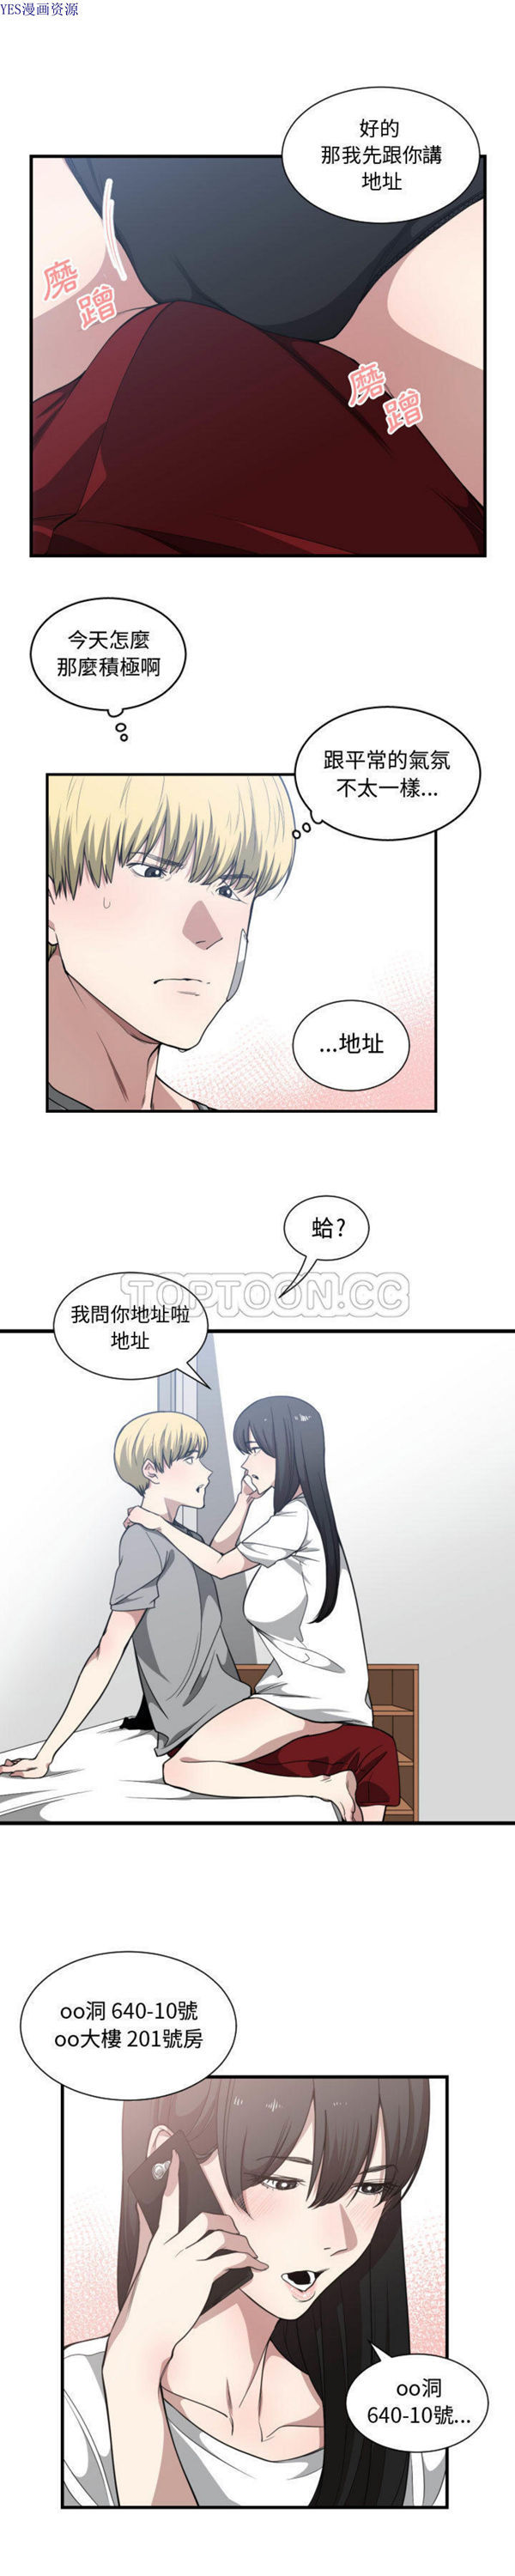 YES漫画资源
好的
那我先跟你講
地址
磨
蹭
磨
蹭
今天怎麼
那麼積極啊
跟平常的氣氛
不太一樣...
...地址
蛤?
TOPTOON.CC
我問你地址啦
地址
oo洞 640-10號
oo大樓 201號房
oo洞
640-10號...